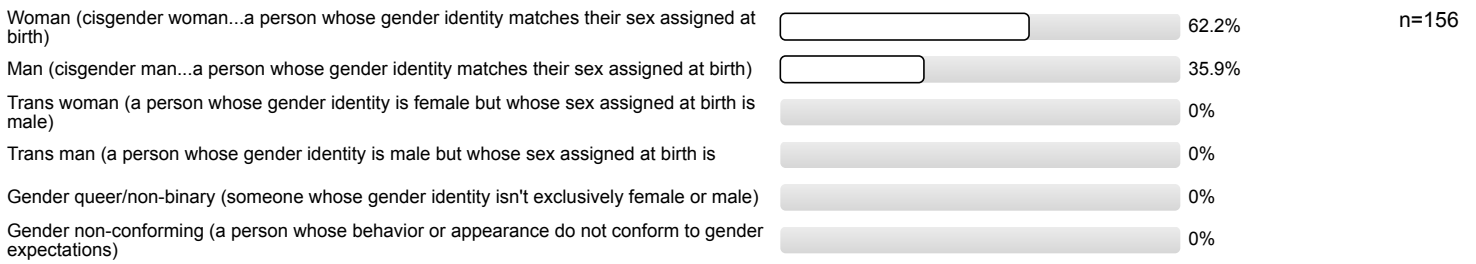 Woman (cisgender woman...a person whose gender identity matches their sex assigned at
birth)
62.2%
n=156
Man (cisgender man...a person whose gender identity matches their sex assigned at birth)
35.9%
Trans woman (a person whose gender identity is female but whose sex assigned at birth is
male)
0%
Trans man (a person whose gender identity is male but whose sex assigned at birth is
0%
Gender queer/non-binary (someone whose gender identity isn't exclusively female or male)
0%
Gender non-conforming (a person whose behavior or appearance do not conform to gender
expectations)
0%